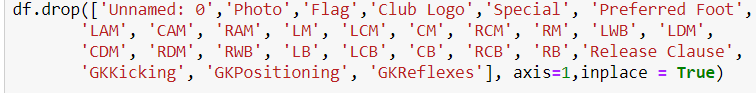 df.drop(['Unnamed: 0','Photo','Flag','Club Logo','Special', 'Preferred Foot',
'LAM', 'CAM', 'RAM', 'LM', 'LCM', 'CM', 'RCM', 'RM', 'LWB', 'LDM',
'CDM', 'RDM', 'RWB', 'LB', 'LCB', 'CB', 'RCB', 'RB','Release Clause',
'GKKicking', 'GKPositioning', 'GKReflexes'], axis=1,inplace = True)